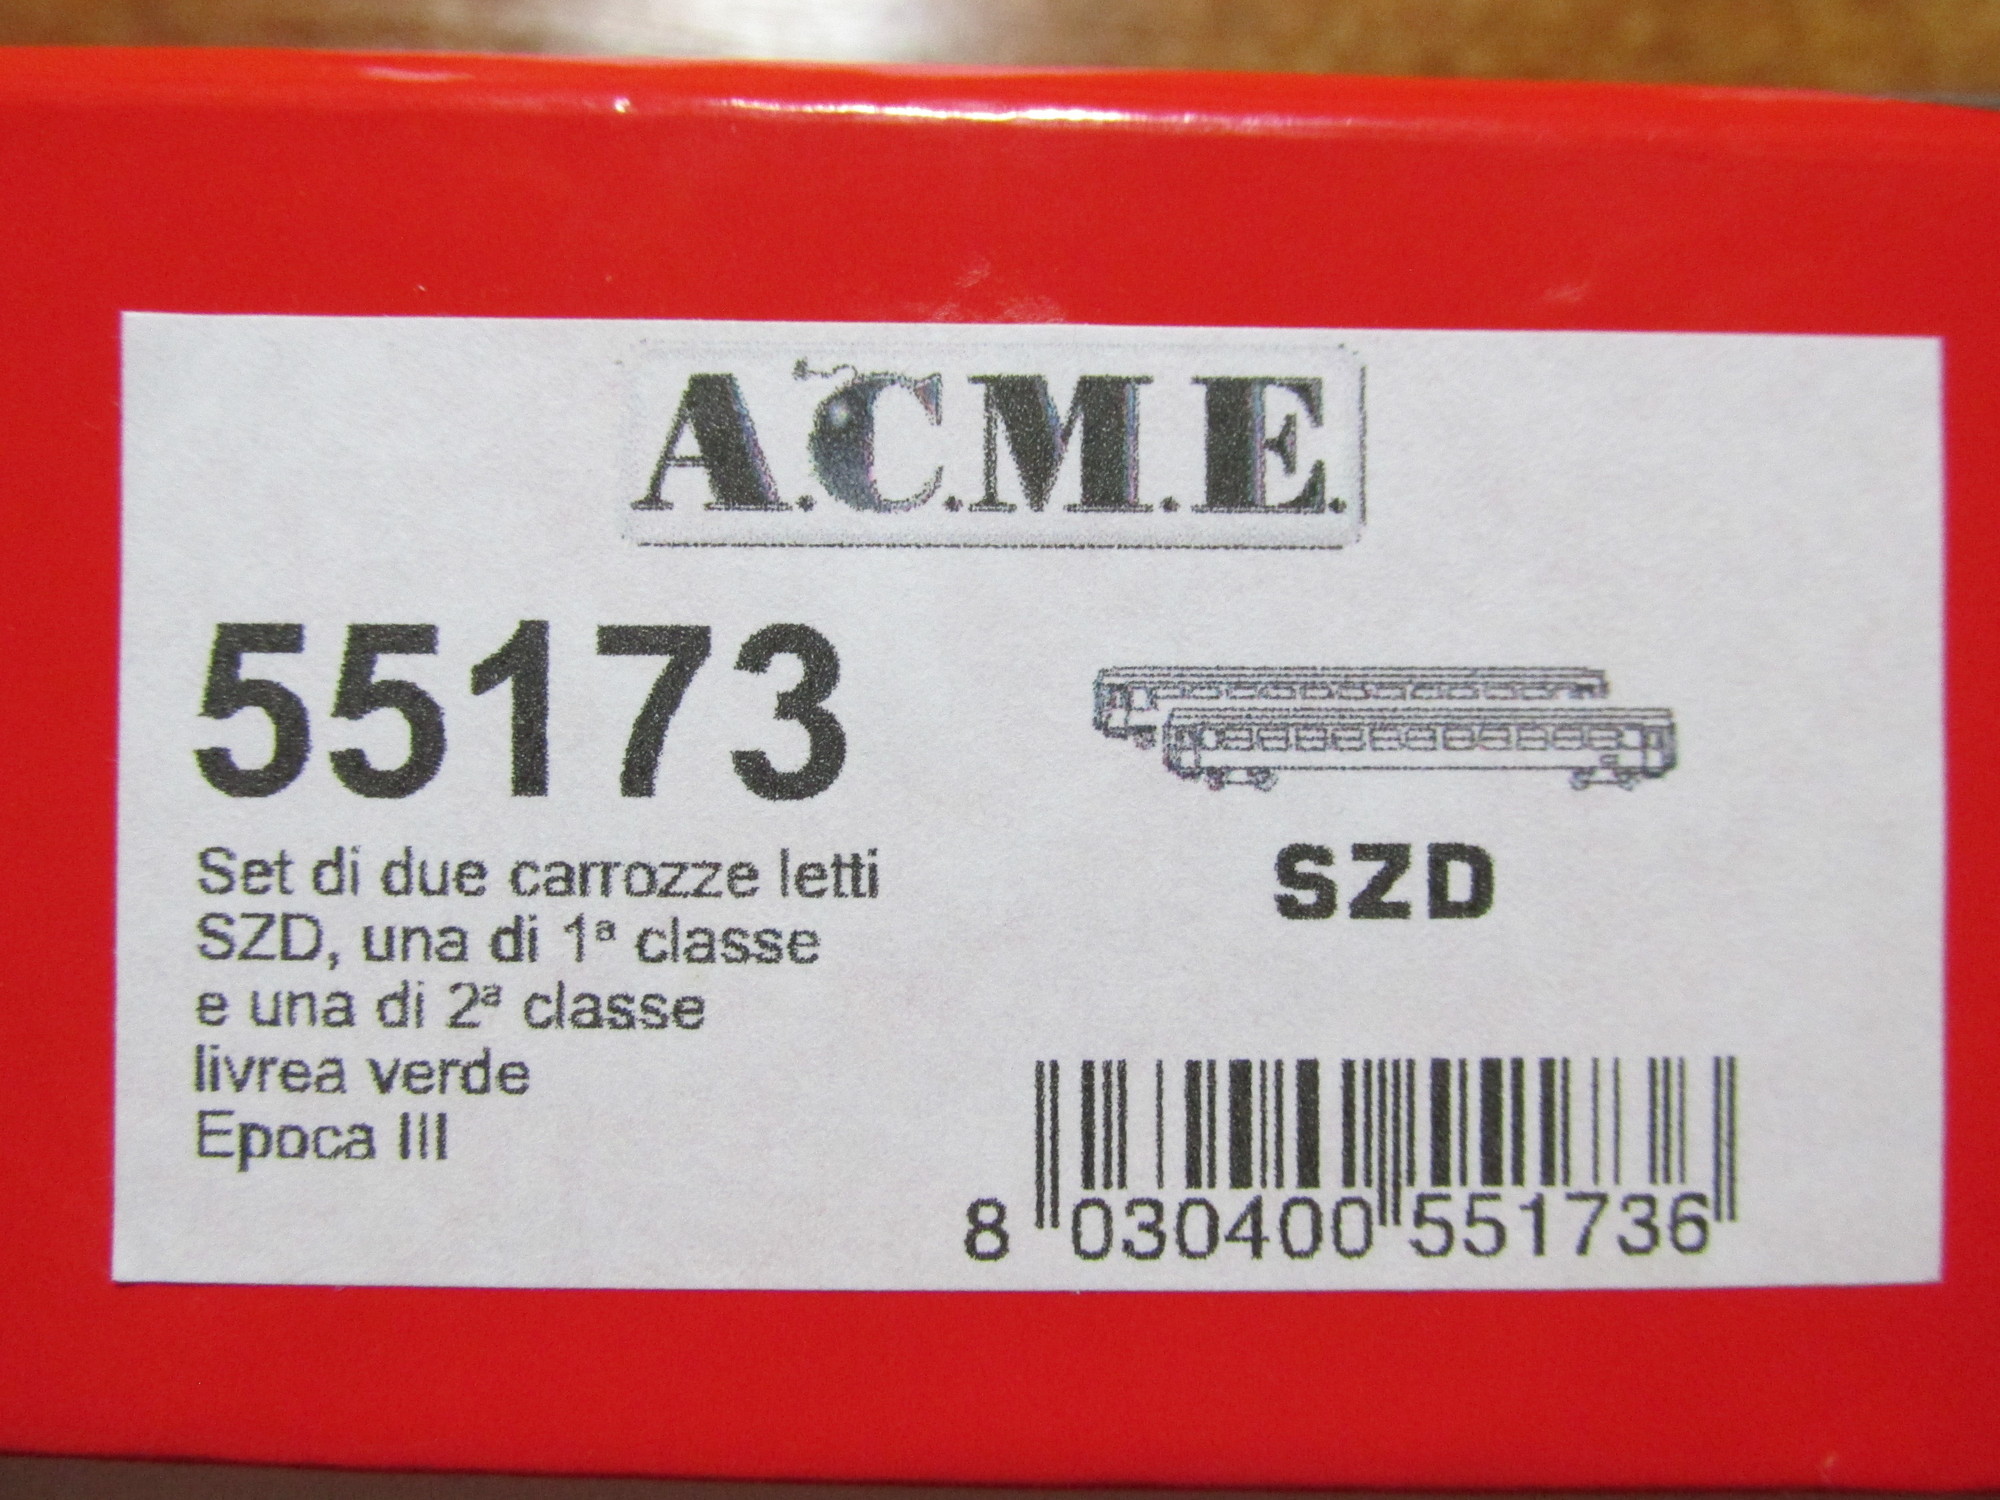 A.C.M.E.
55173
Set di due carrozze letti
SZD, una di 1ª classe
e una di 2ª classe
livrea verde
Epoca III
SZD
8 030400 551736